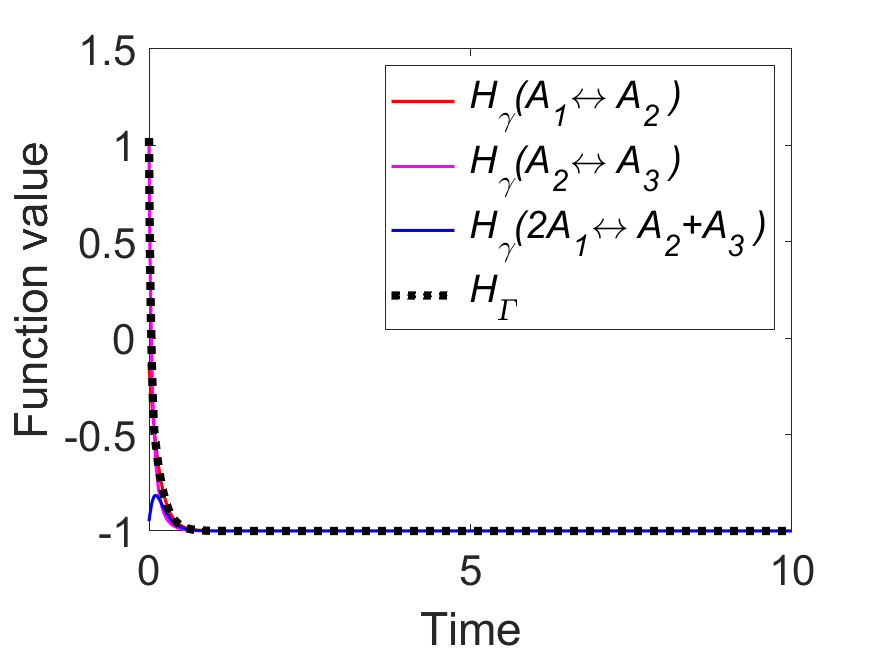 1.5
1
0.5
0
-0.5
-1
0
5
10
Function value
Time
H_γ(A_1↔A_2)
H_γ(A_2↔A_3)
H_γ(2A_1↔A_2+A_3)
H_Γ